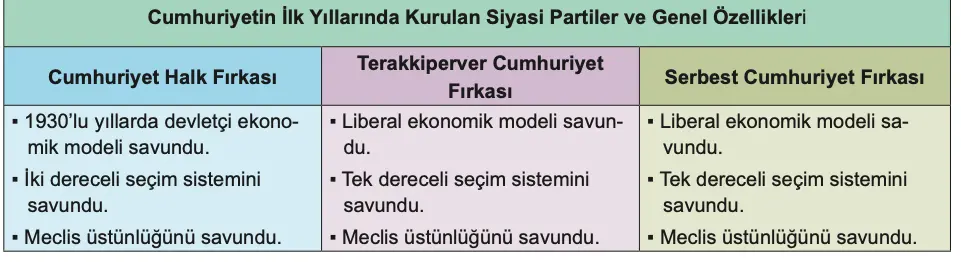 Cumhuriyetin İlk Yıllarında Kurulan Siyasi Partiler ve Genel Özellikleri
Cumhuriyet Halk Fırkası
Terakkiperver Cumhuriyet
Fırkası
Serbest Cumhuriyet Fırkası
▪ 1930’lu yıllarda devletçi ekono-
mik modeli savundu.
▪ İki dereceli seçim sistemini
savundu.
▪ Meclis üstünlüğünü savundu.
▪ Liberal ekonomik modeli savun-
du.
▪ Tek dereceli seçim sistemini
savundu.
▪ Meclis üstünlüğünü savundu.
▪ Liberal ekonomik modeli sa-
vundu.
▪ Tek dereceli seçim sistemini
savundu.
▪ Meclis üstünlüğünü savundu.